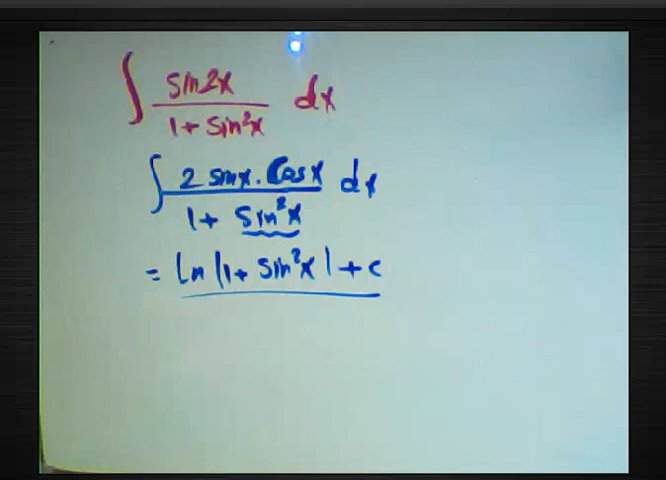 ∫ sin2x / 1 + sin²x dx
∫ 2 sinx . Cosx / 1 + sin²x dx
= ln |1 + sin²x| + c